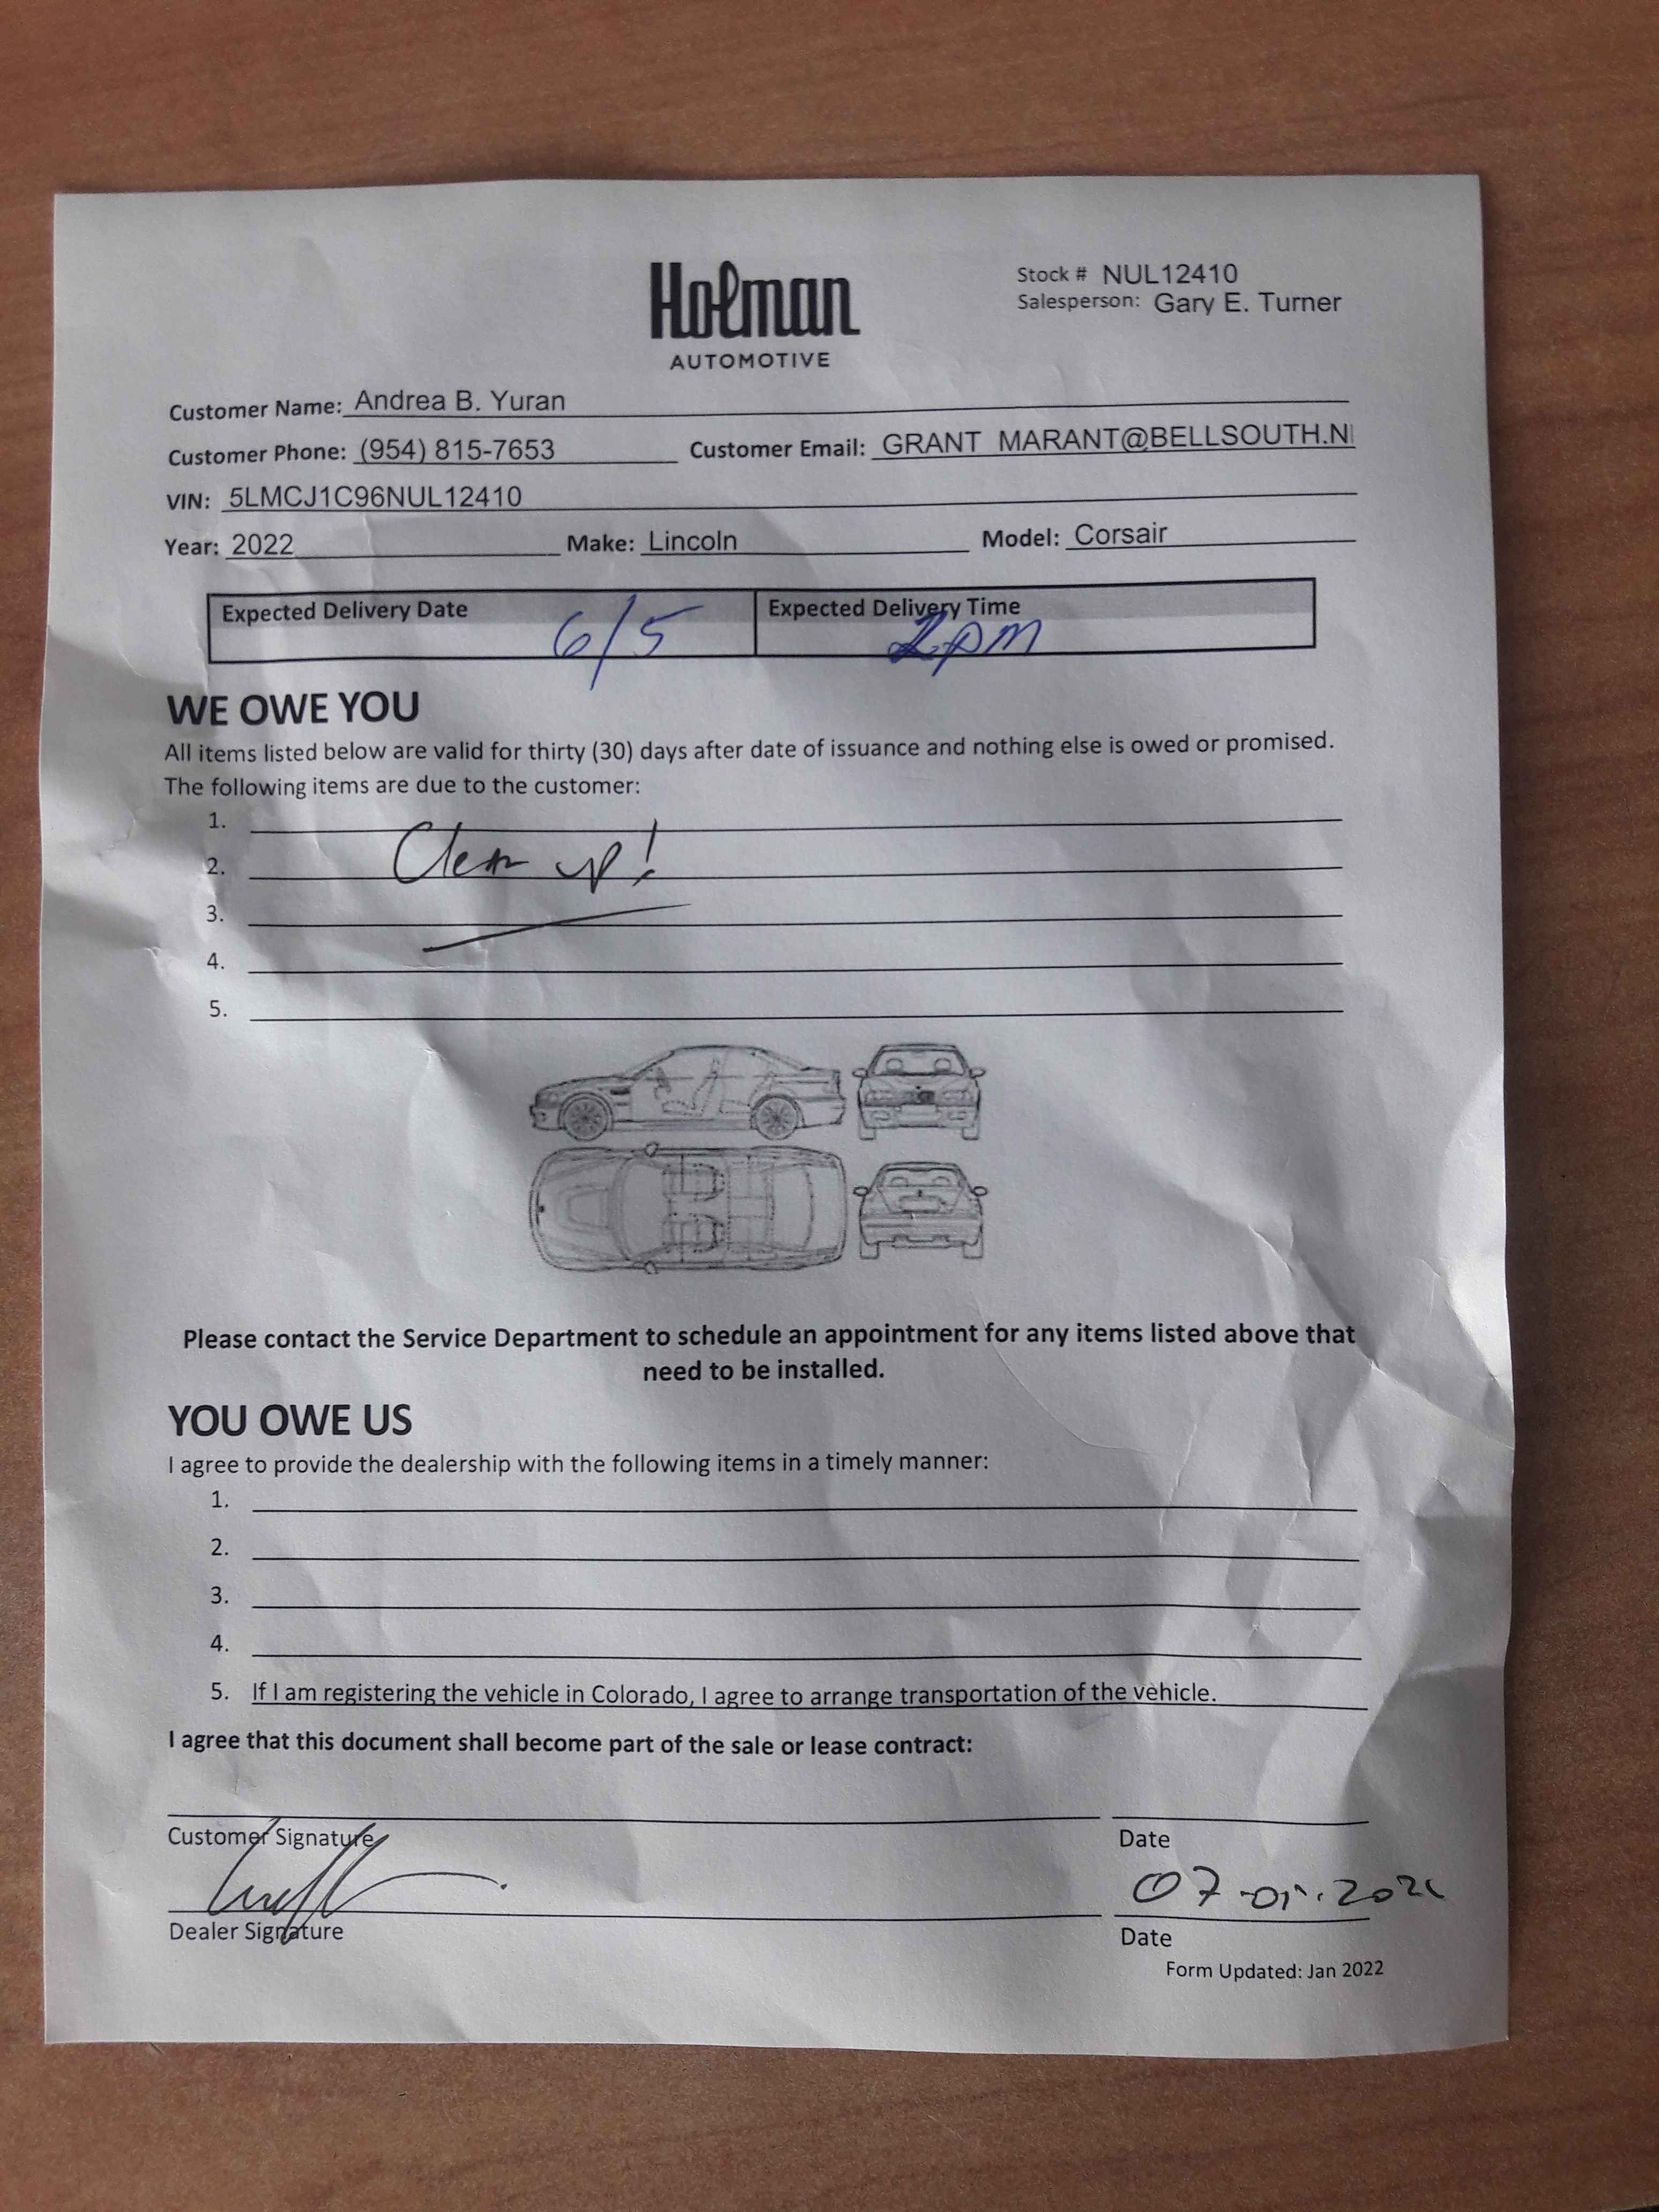 Holman
AUTOMOTIVE
Stock # NUL12410
Salesperson: Gary E. Turner
Customer Name: Andrea B. Yuran
Customer Phone: (954) 815-7653 Customer Email: GRANT MARANT@BELLSOUTH.N
VIN: 5LMCJ1C96NUL12410
Year: 2022 Make: Lincoln Model: Corsair
Expected Delivery Date 6/5 Expected Delivery Time 2pm
WE OWE YOU
All items listed below are valid for thirty (30) days after date of issuance and nothing else is owed or promised.
The following items are due to the customer:
1.
2. Clean up!
3.
4.
5.
Please contact the Service Department to schedule an appointment for any items listed above that
need to be installed.
YOU OWE US
I agree to provide the dealership with the following items in a timely manner:
1.
2.
3.
4.
5. If I am registering the vehicle in Colorado, I agree to arrange transportation of the vehicle.
I agree that this document shall become part of the sale or lease contract:
Customer Signature Date
Dealer Signature Date
Form Updated: Jan 2022